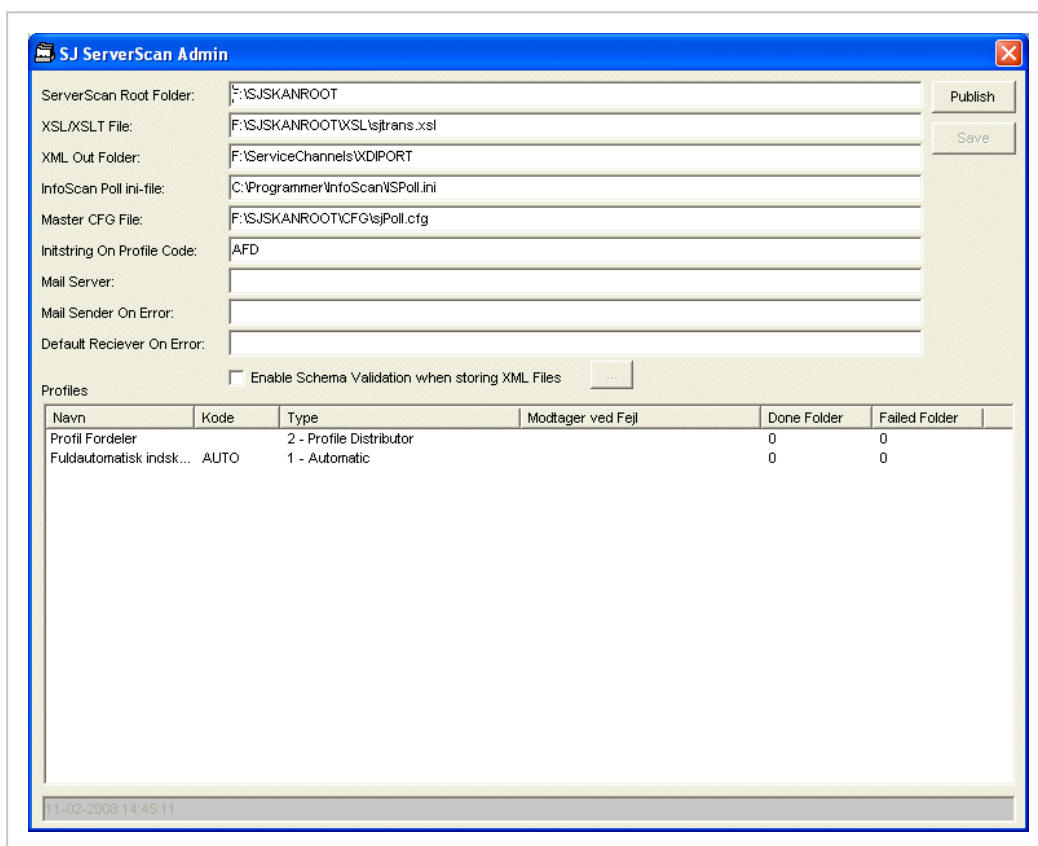 SJ ServerScan Admin
ServerScan Root Folder: F:\SJSKANROOT Publish
XSL/XSLT File: F:\SJSKANROOT\XSL\sjtrans.xsl Save
XML Out Folder: F:\ServiceChannels\XDIPORT
InfoScan Poll ini-file: C:\Programmer\InfoScan\ISPoll.ini
Master CFG File: F:\SJSKANROOT\CFG\sjPoll.cfg
Initstring On Profile Code: AFD
Mail Server:
Mail Sender On Error:
Default Reciever On Error:
Enable Schema Validation when storing XML Files ...
Profiles
Navn Kode Type Modtager ved Fejl Done Folder Failed Folder
Profil Fordeler 2 - Profile Distributor 0 0
Fuldautomatisk indsk... AUTO 1 - Automatic 0 0
11-02-2008 14:45:11